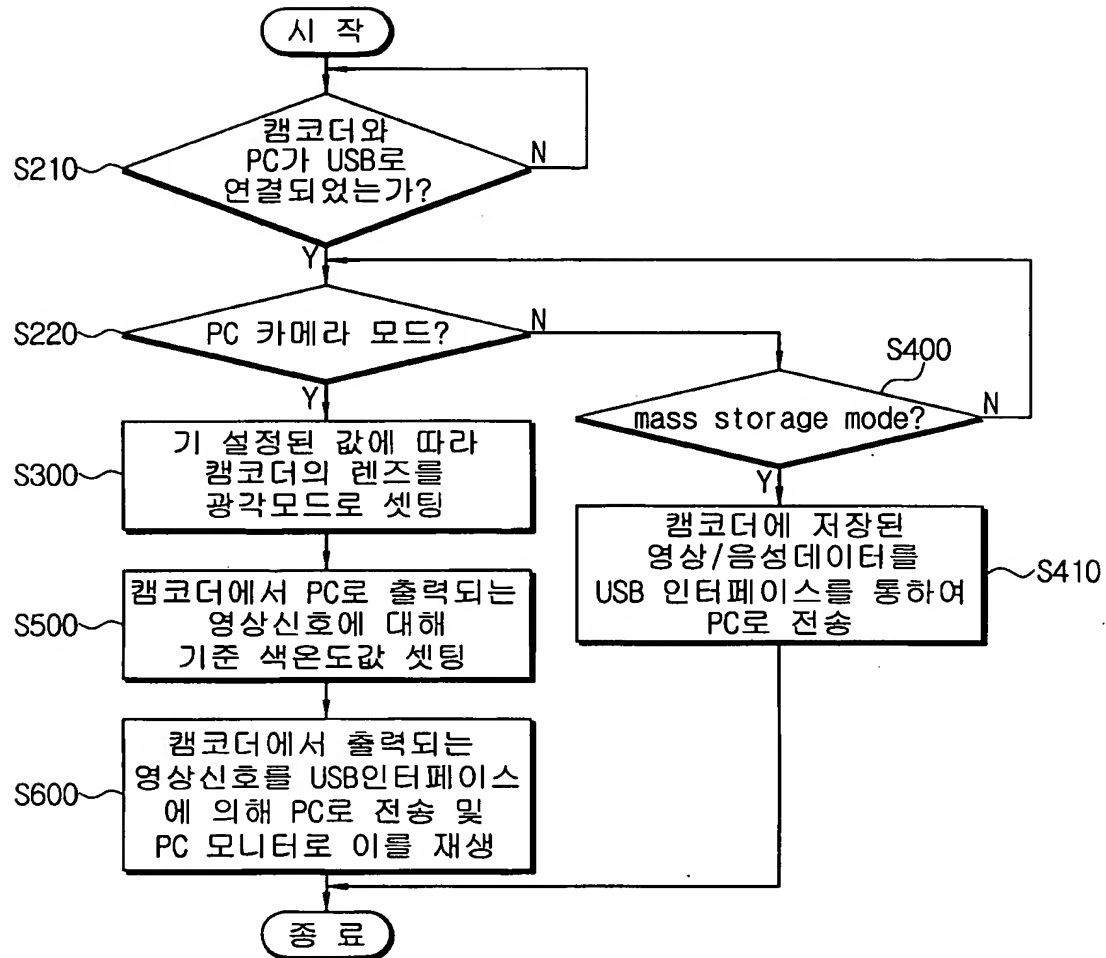 시 작
캠코더와
PC가 USB로
연결되었는가?
S210
N
Y
PC 카메라 모드?
S220
N
Y
S400
mass storage mode?
N
Y
기 설정된 값에 따라
캠코더의 렌즈를
광각모드로 셋팅
S300
캠코더에 저장된
영상/음성데이터를
USB 인터페이스를 통하여
PC로 전송
S410
캠코더에서 PC로 출력되는
영상신호에 대해
기준 색온도값 셋팅
S500
캠코더에서 출력되는
영상신호를 USB인터페이스
에 의해 PC로 전송 및
PC 모니터로 이를 재생
S600
종 료